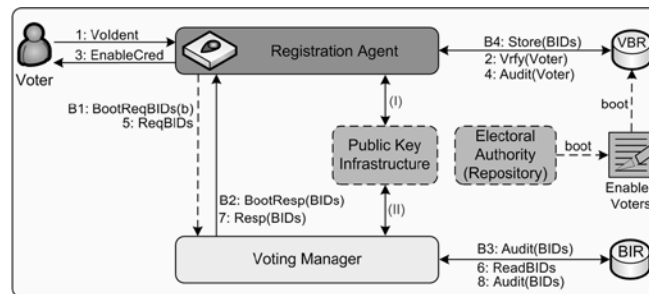 1: VoIdent
3: EnableCred
Voter
Registration Agent
B4: Store(BIDs)
2: Vrfy(Voter)
4: Audit(Voter)
VBR
boot
B1: BootReqBIDs(b)
5: ReqBIDs
(I)
Public Key
Infrastructure
Electoral
Authority
(Repository)
boot
Enable
Voters
B2: BootResp(BIDs)
7: Resp(BIDs)
(II)
Voting Manager
B3: Audit(BIDs)
6: ReadBIDs
8: Audit(BIDs)
BIR